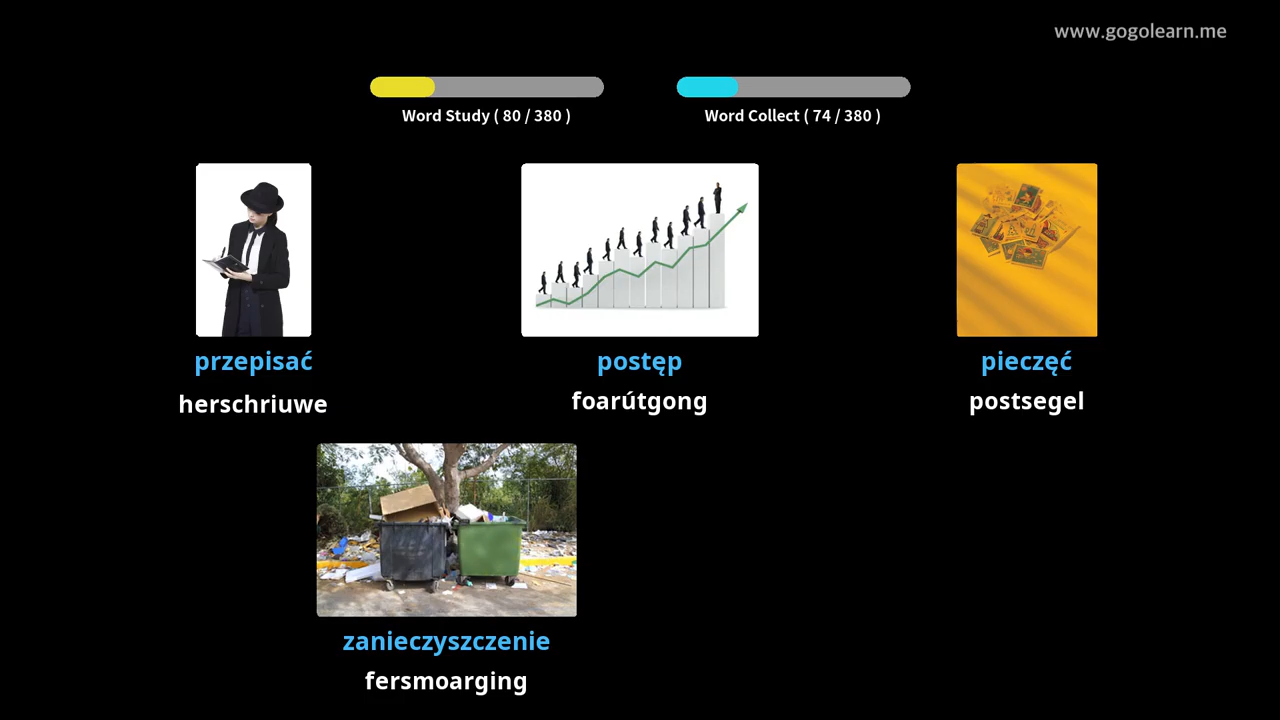 www.gogolearn.me
Word Study ( 80 / 380 )
Word Collect ( 74 / 380 )
przepisać
herschriuwe
postęp
foarútgong
pieczęć
postsegel
zanieczyszczenie
fersmoarging